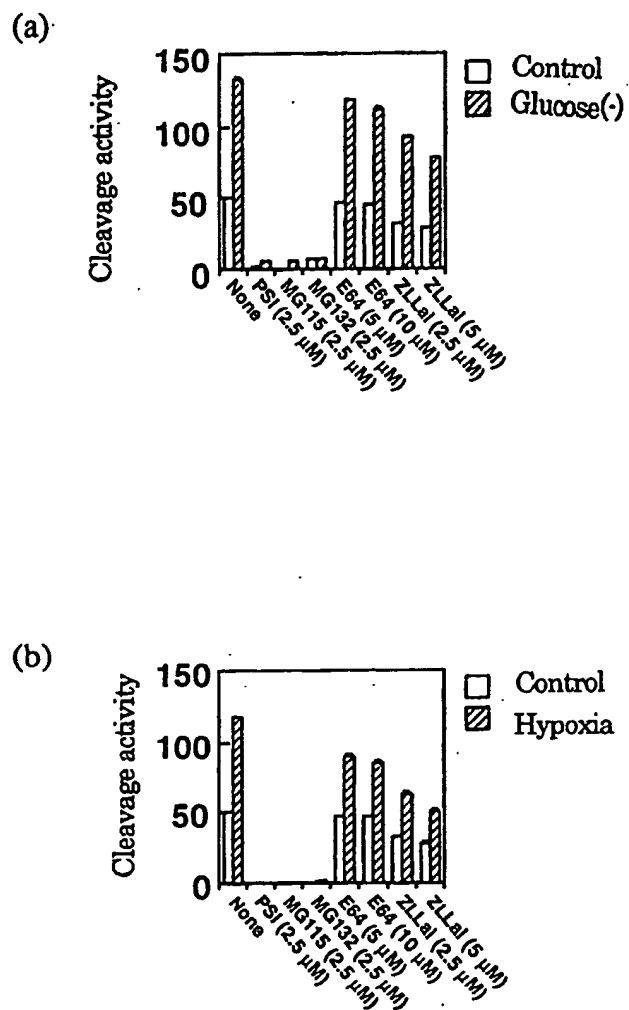 (a)
Cleavage activity
150
100
50
0
Control
Glucose(-)
None
PSI (2.5 μM)
MG115 (2.5 μM)
MG132 (2.5 μM)
E64 (5 μM)
E64 (10 μM)
ZLLal (2.5 μM)
ZLLal (5 μM)
(b)
Cleavage activity
150
100
50
0
Control
Hypoxia
None
PSI (2.5 μM)
MG115 (2.5 μM)
MG132 (2.5 μM)
E64 (5 μM)
E64 (10 μM)
ZLLal (2.5 μM)
ZLLal (5 μM)